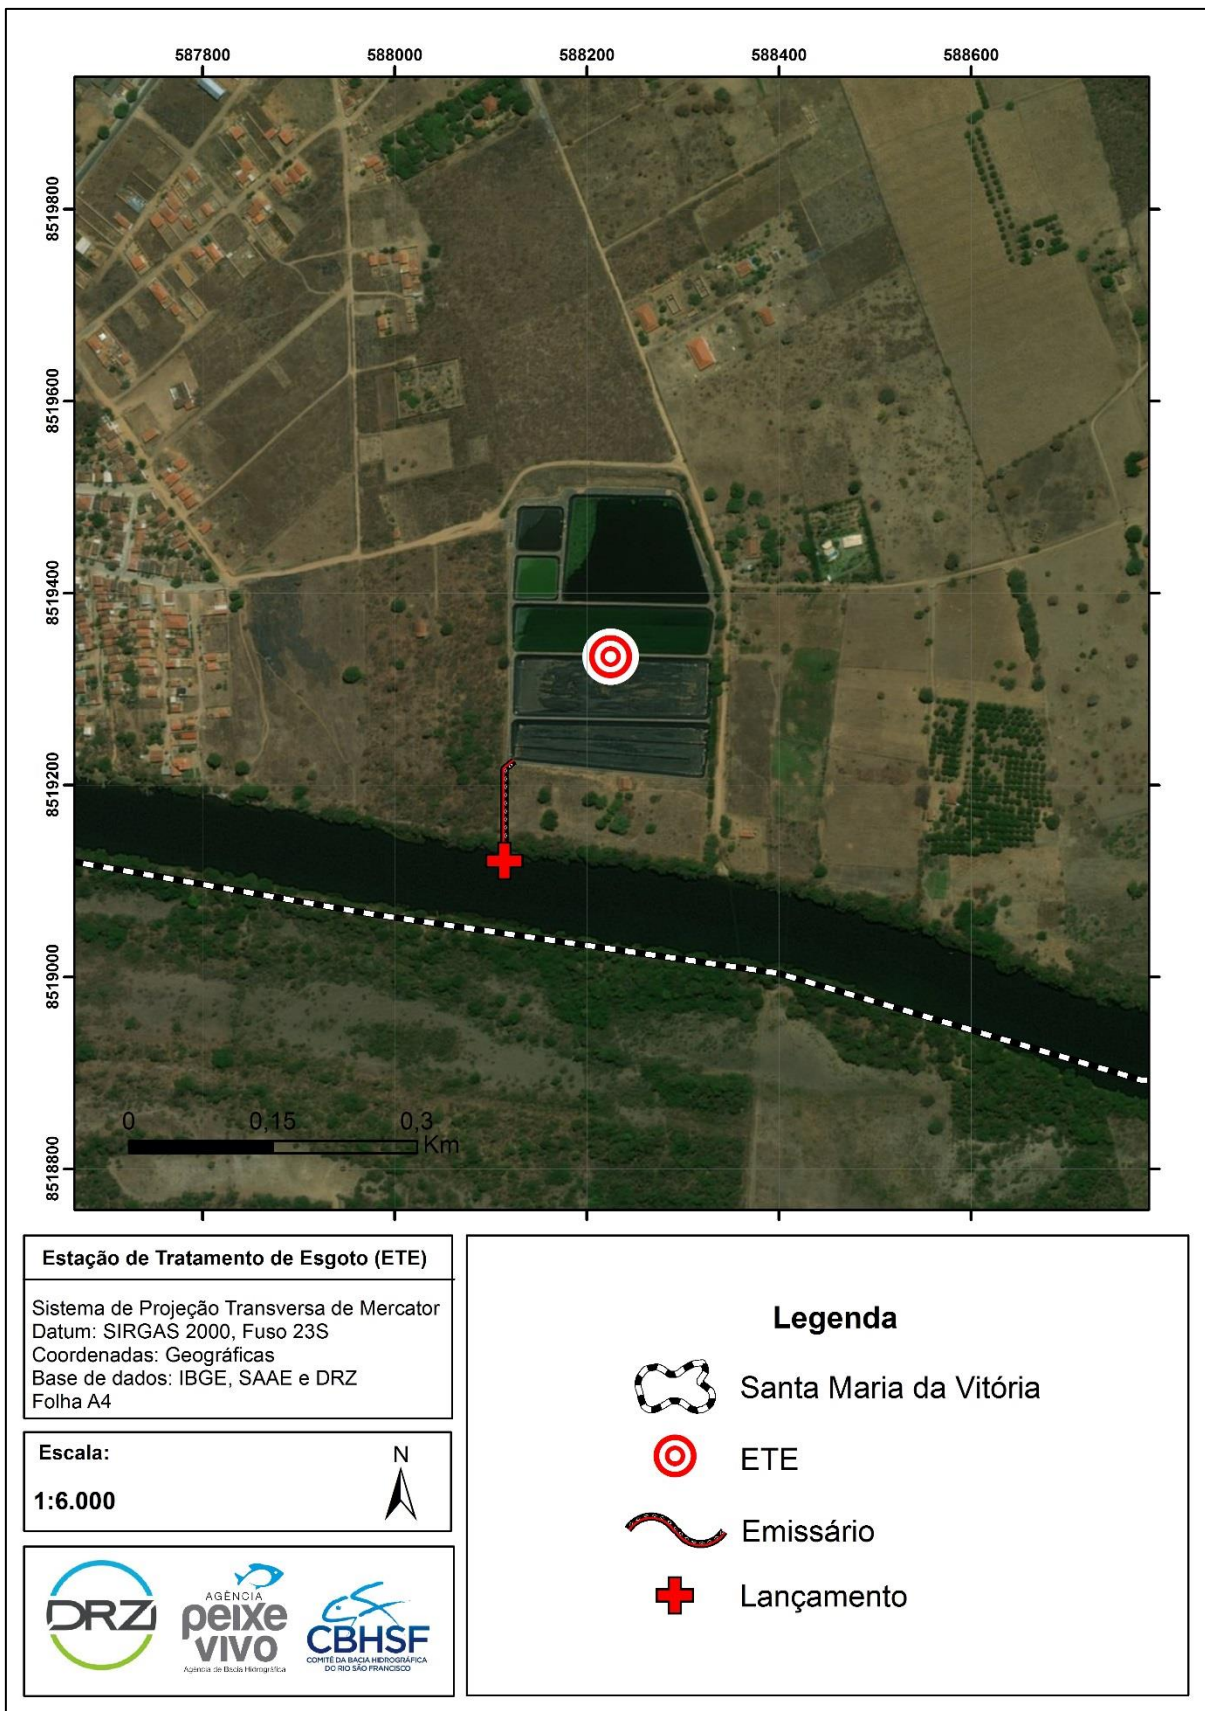 587800 588000 588200 588400 588600
8519800
8519600
8519400
8519200
8519000
8518800
0 0,15 0,3
Km
Estação de Tratamento de Esgoto (ETE)
Sistema de Projeção Transversa de Mercator
Datum: SIRGAS 2000, Fuso 23S
Coordenadas: Geográficas
Base de dados: IBGE, SAAE e DRZ
Folha A4
Escala:
N
1:6.000
DRZ
AGÊNCIA
peixe
vivo
Agência de Bacia Hidrográfica
CBHSF
COMITÊ DA BACIA HIDROGRÁFICA
DO RIO SÃO FRANCISCO
Legenda
Santa Maria da Vitória
ETE
Emissário
Lançamento